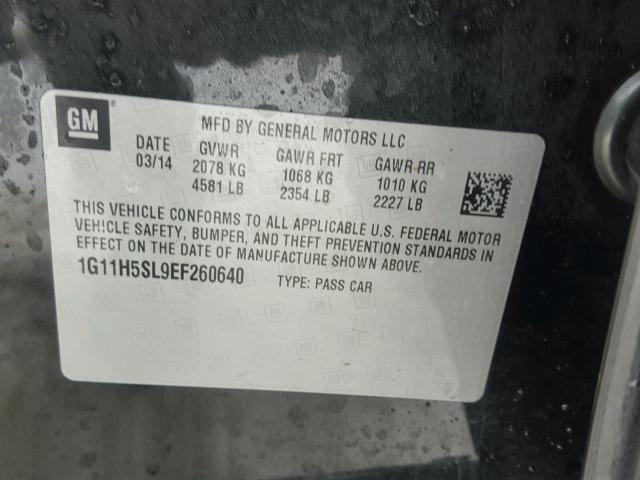 GM
MFD BY GENERAL MOTORS LLC
DATE GVWR GAWR FRT GAWR RR
03/14 2078 KG 1068 KG 1010 KG
4581 LB 2354 LB 2227 LB
THIS VEHICLE CONFORMS TO ALL APPLICABLE U.S. FEDERAL MOTOR
VEHICLE SAFETY, BUMPER, AND THEFT PREVENTION STANDARDS IN
EFFECT ON THE DATE OF MANUFACTURE SHOWN ABOVE.
1G11H5SL9EF260640 TYPE: PASS CAR